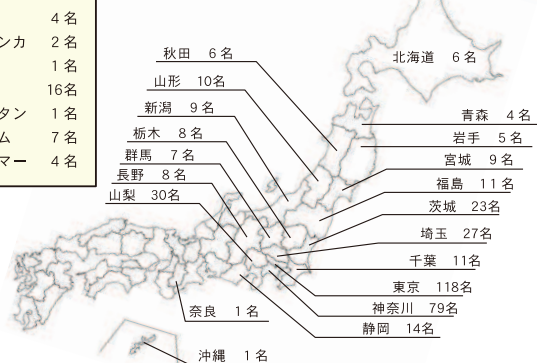 4名
ンカ 2名
1名
16名
タン 1名
ム 7名
マー 4名
秋田 6名
山形 10名
新潟 9名
栃木 8名
群馬 7名
長野 8名
山梨 30名
北海道 6名
青森 4名
岩手 5名
宮城 9名
福島 11名
茨城 23名
埼玉 27名
千葉 11名
東京 118名
神奈川 79名
静岡 14名
奈良 1名
沖縄 1名